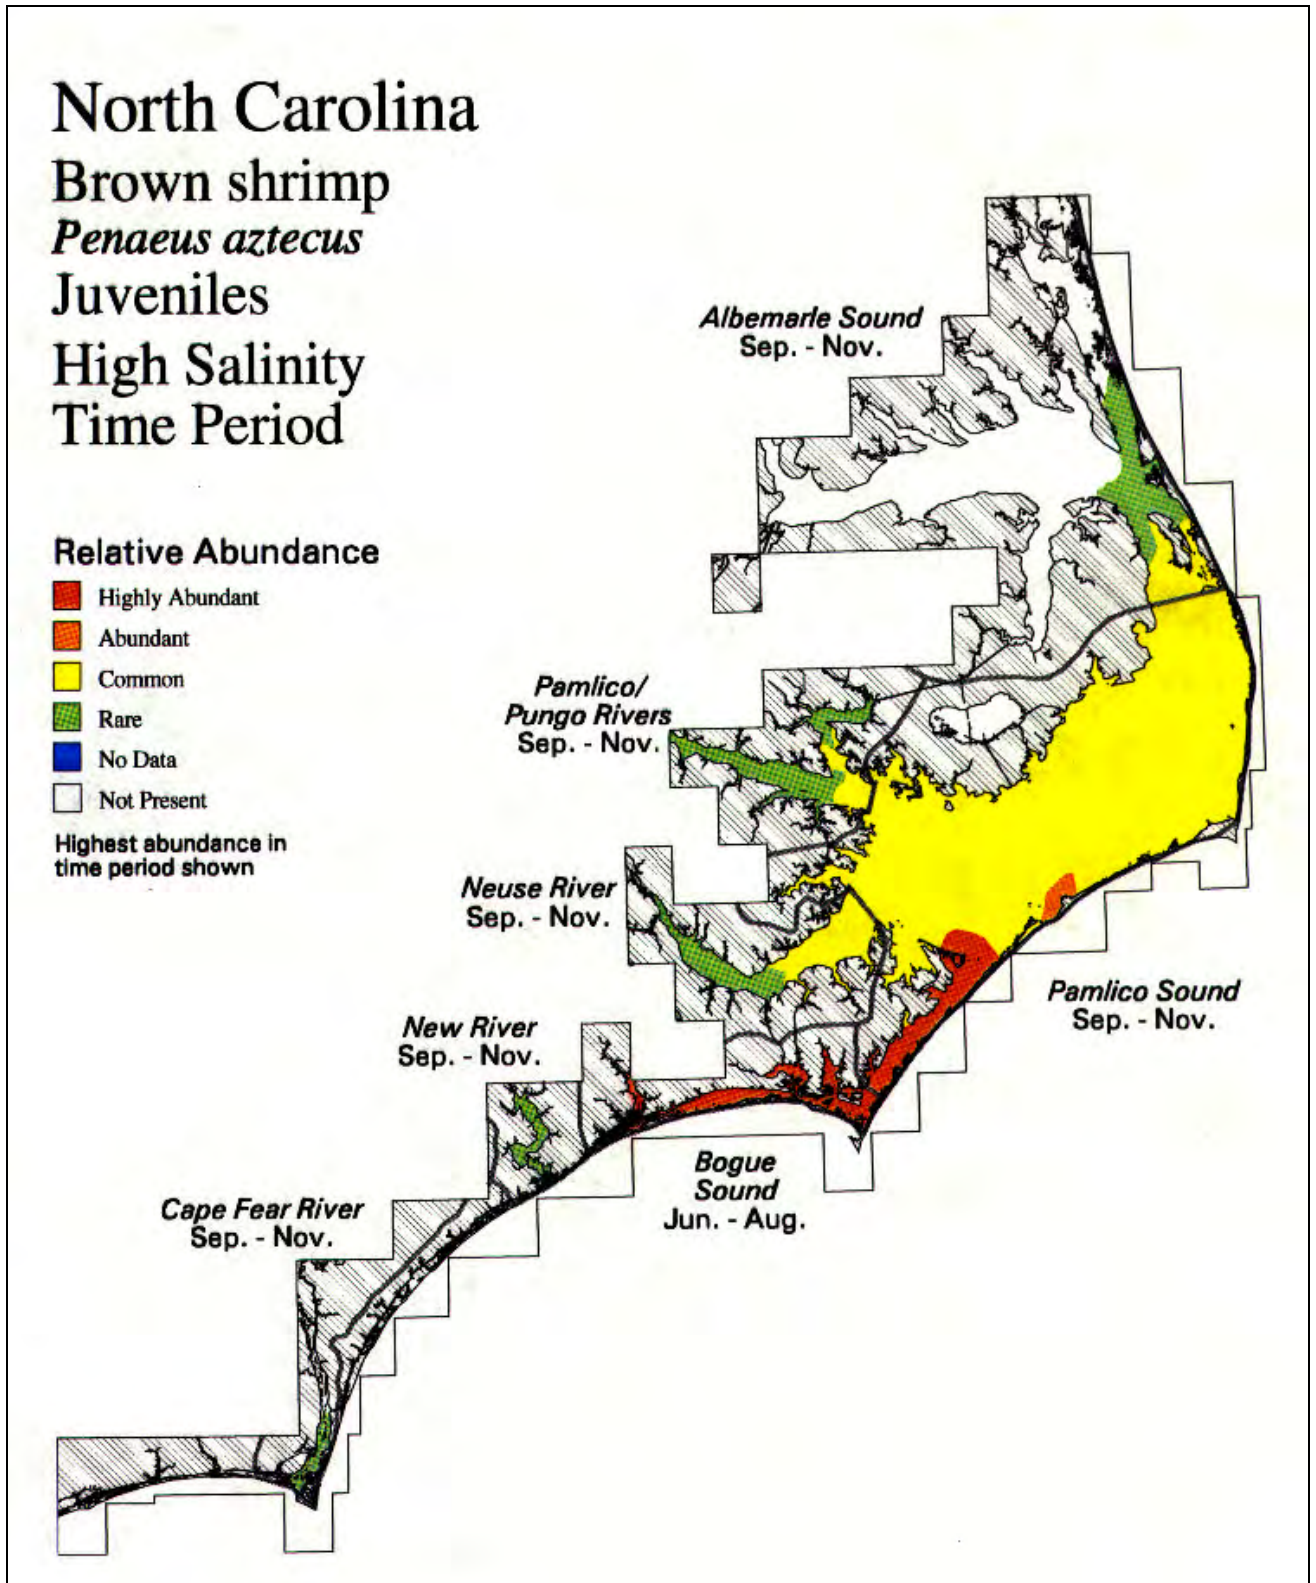 North Carolina
Brown shrimp
Penaeus aztecus
Juveniles
High Salinity
Time Period
Relative Abundance
Highly Abundant
Abundant
Common
Rare
No Data
Not Present
Highest abundance in
time period shown
Albemarle Sound
Sep. - Nov.
Pamlico/
Pungo Rivers
Sep. - Nov.
Neuse River
Sep. - Nov.
Pamlico Sound
Sep. - Nov.
New River
Sep. - Nov.
Bogue
Sound
Jun. - Aug.
Cape Fear River
Sep. - Nov.